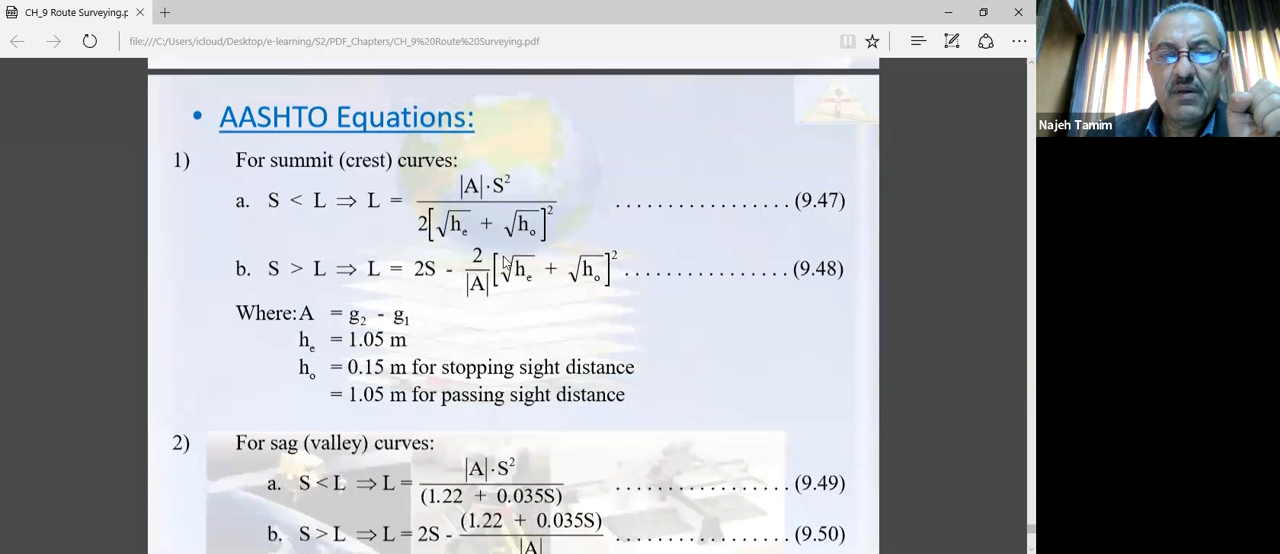 CH_9 Route Surveying.p
file:///C:/Users/icloud/Desktop/e-learning/S2/PDF_Chapters/CH_9%20Route%20Surveying.pdf
Najeh Tamim
• AASHTO Equations:
1) For summit (crest) curves:
a. S < L ⇒ L = |A|·S² / 2[√hₑ + √hₒ]² ................. (9.47)
b. S > L ⇒ L = 2S - 2/|A| [√hₑ + √hₒ]² ................ (9.48)
Where: A = g₂ - g₁
hₑ = 1.05 m
hₒ = 0.15 m for stopping sight distance
= 1.05 m for passing sight distance
2) For sag (valley) curves:
a. S < L ⇒ L = |A|·S² / (1.22 + 0.035S) ................. (9.49)
b. S > L ⇒ L = 2S - (1.22 + 0.035S) / |A| ................. (9.50)